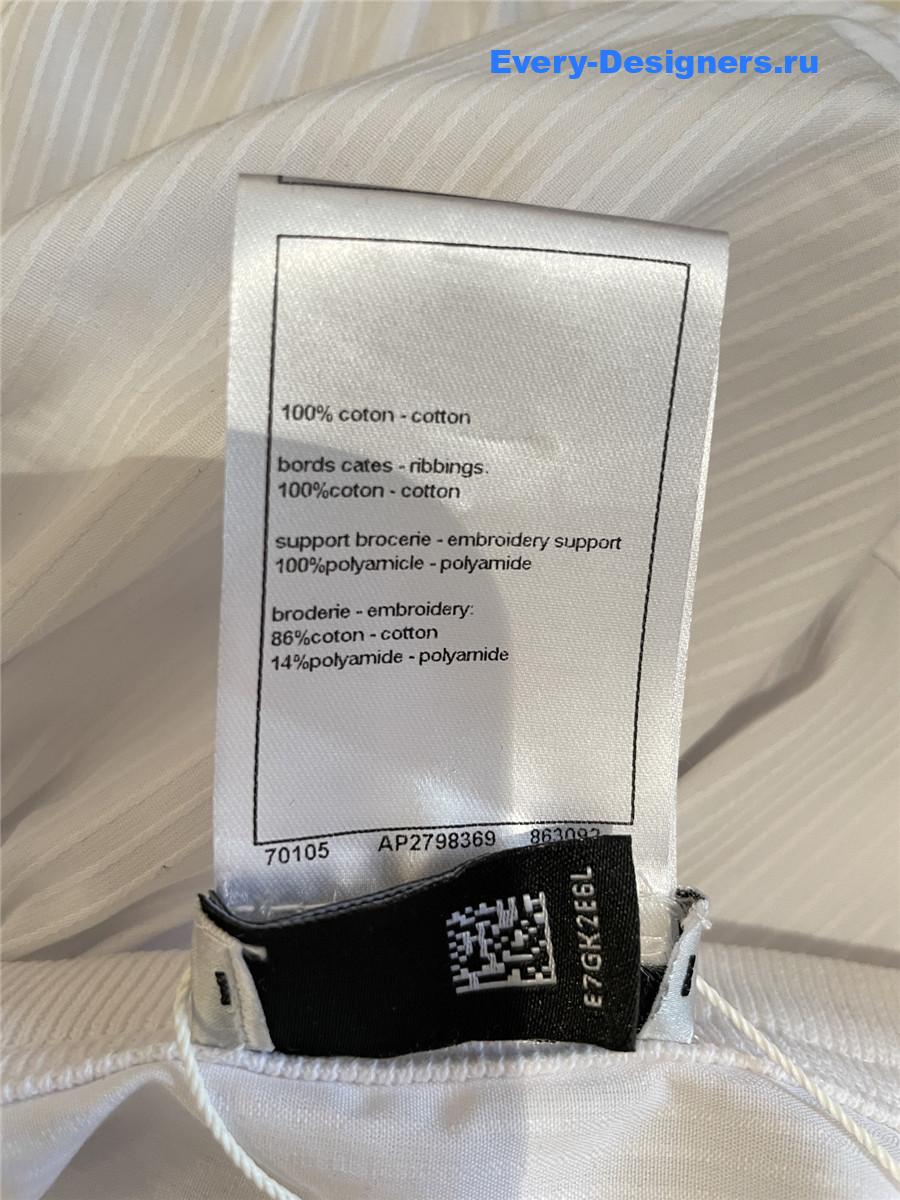 Every-Designers.ru
100% coton - cotton
bords cates - ribbings.
100%coton - cotton
support brocerie - embroidery support
100%polyamicle - polyamide
broderie - embroidery:
86%coton - cotton
14%polyamide - polyamide
70105 AP2798369 863092
E7GK2E6L